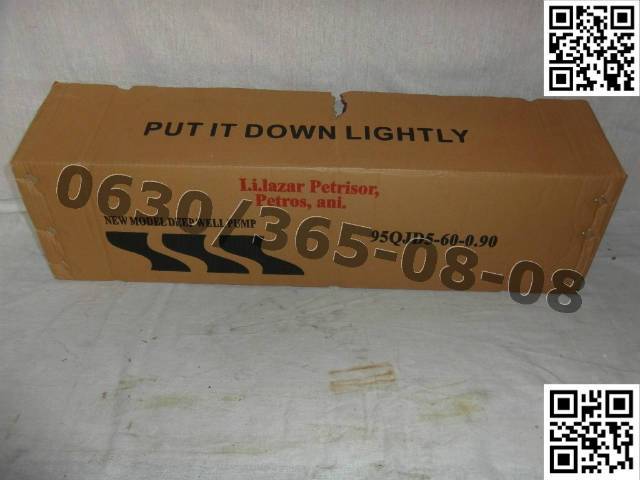 PUT IT DOWN LIGHTLY
I.i.lazar Petrisor,
Petros, ani.
NEW MODEL DEEP WELL PUMP
95QJD5-60-0.90
0630/365-08-08